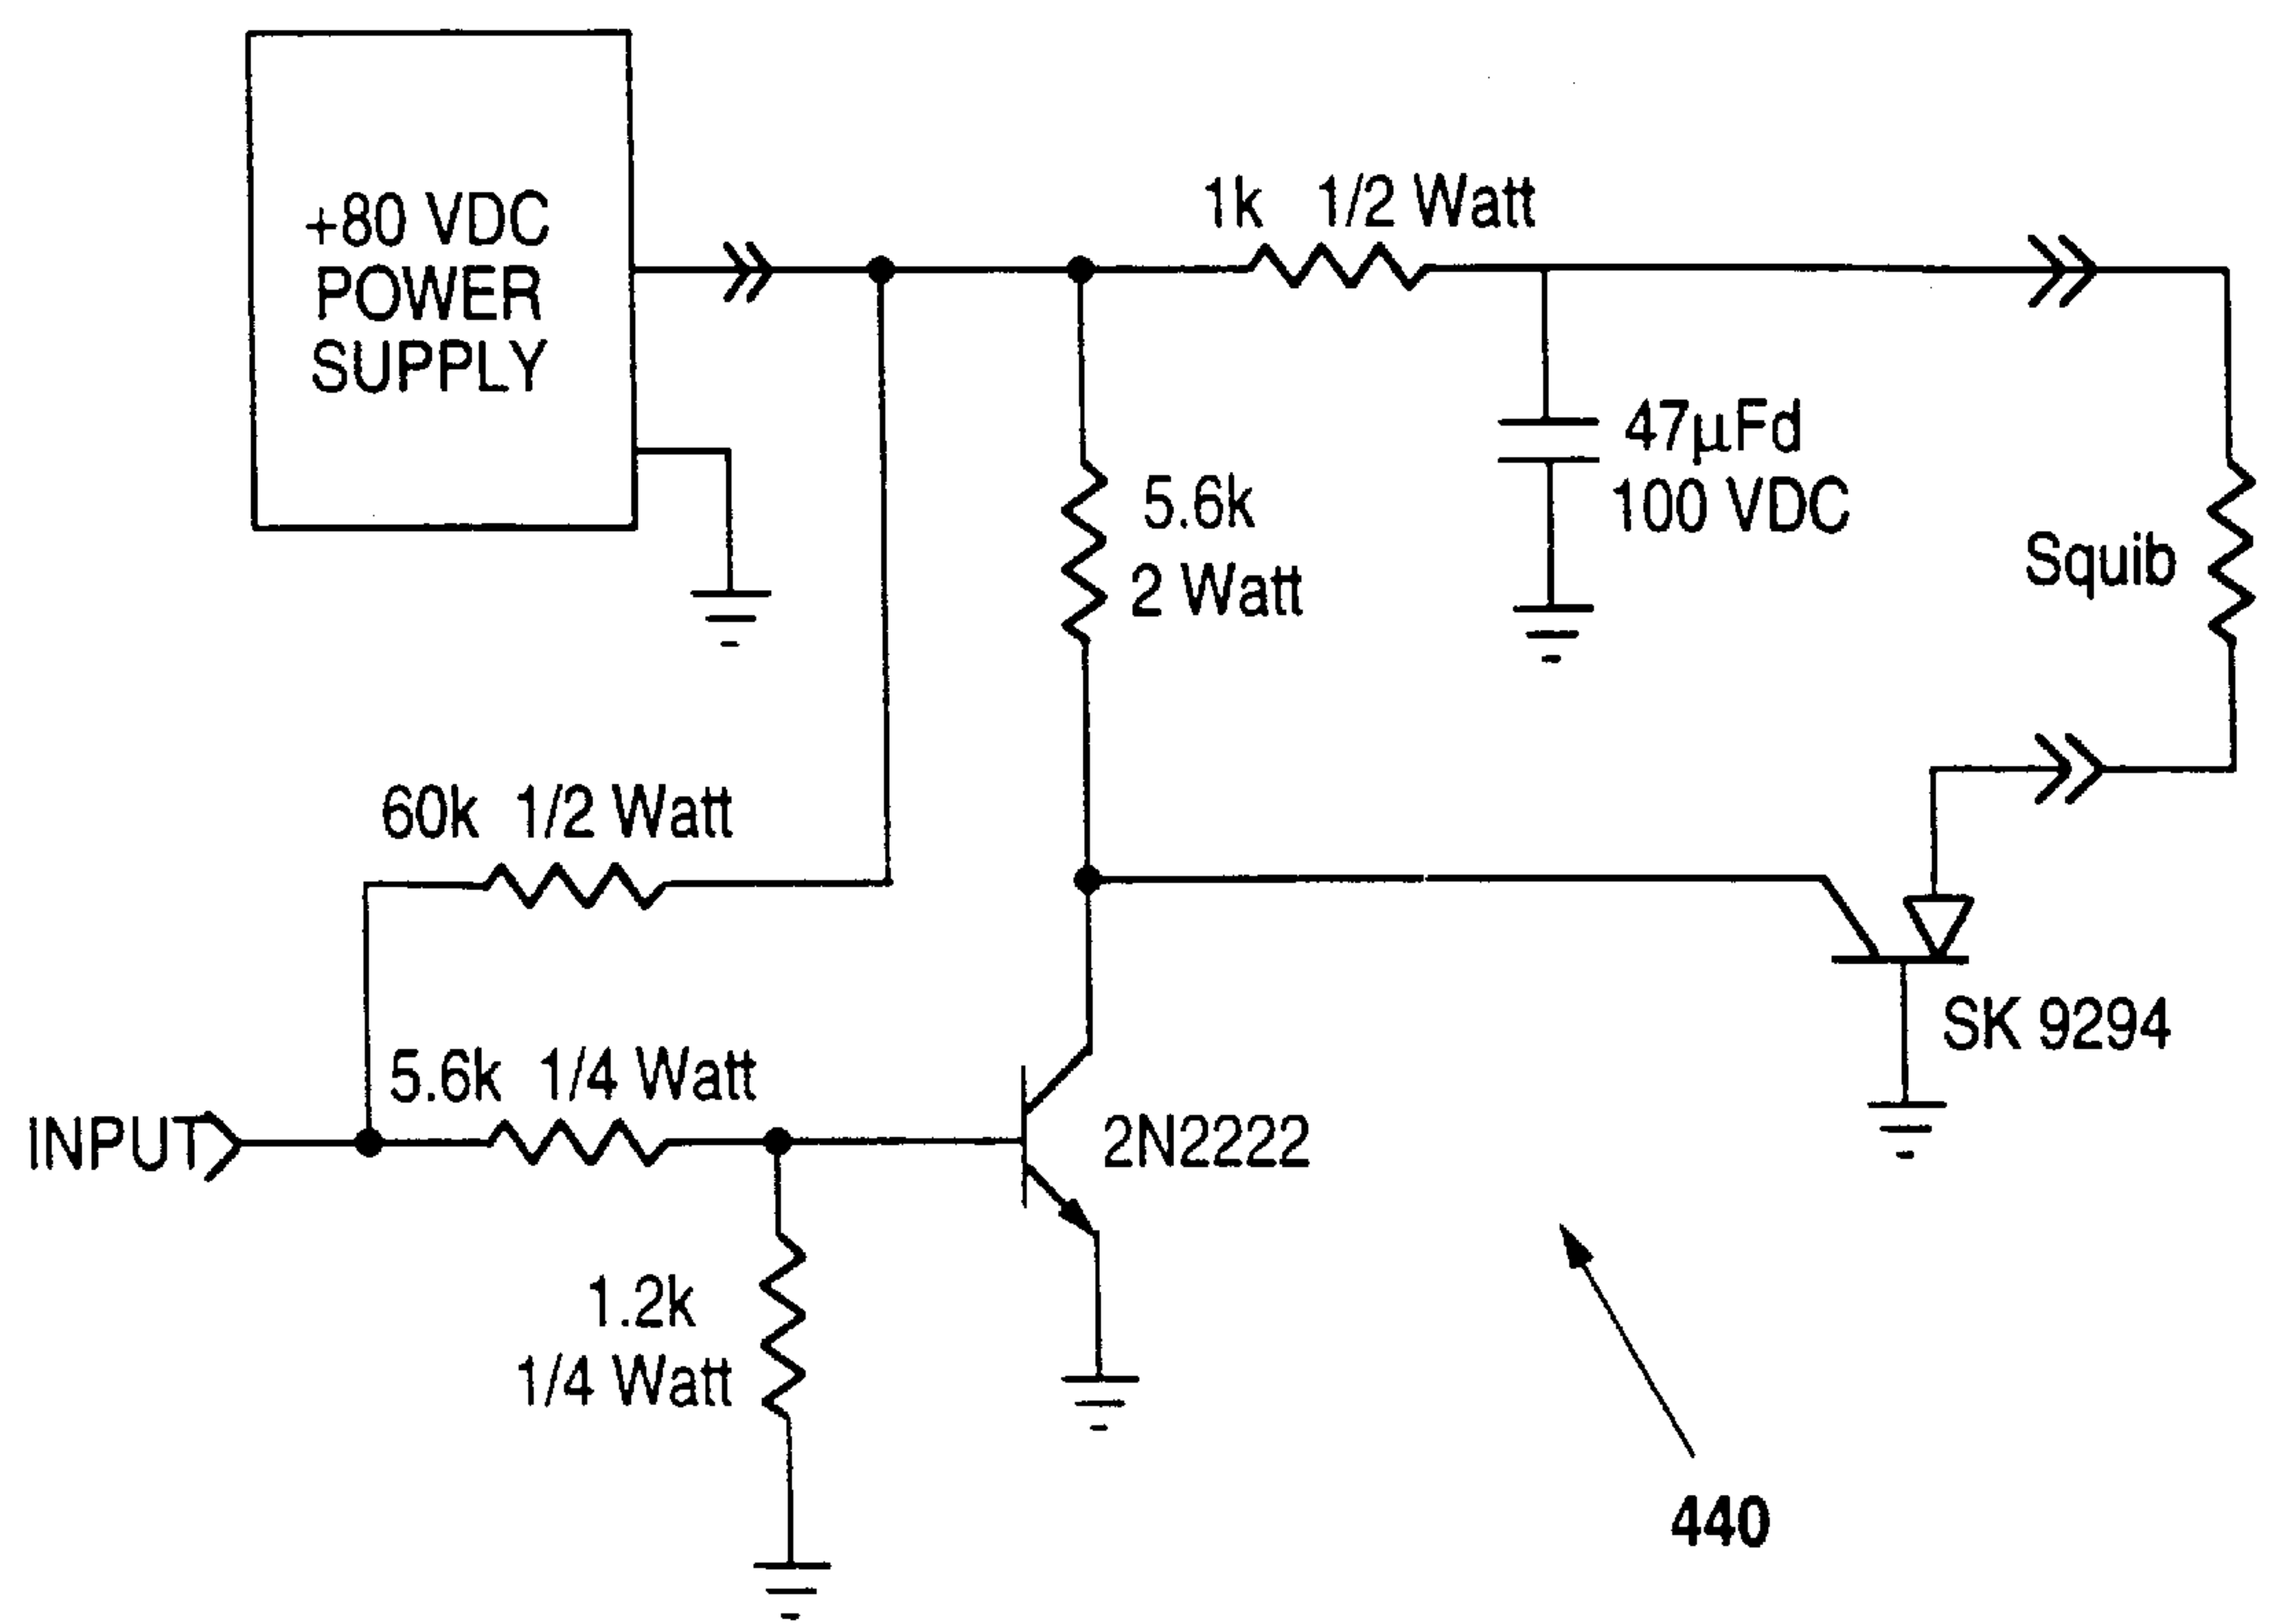 +80 VDC
POWER
SUPPLY
1k 1/2 Watt
47µFd
100 VDC
5.6k
2 Watt
Squib
60k 1/2 Watt
5.6k 1/4 Watt
SK 9294
INPUT
2N2222
1.2k
1/4 Watt
440